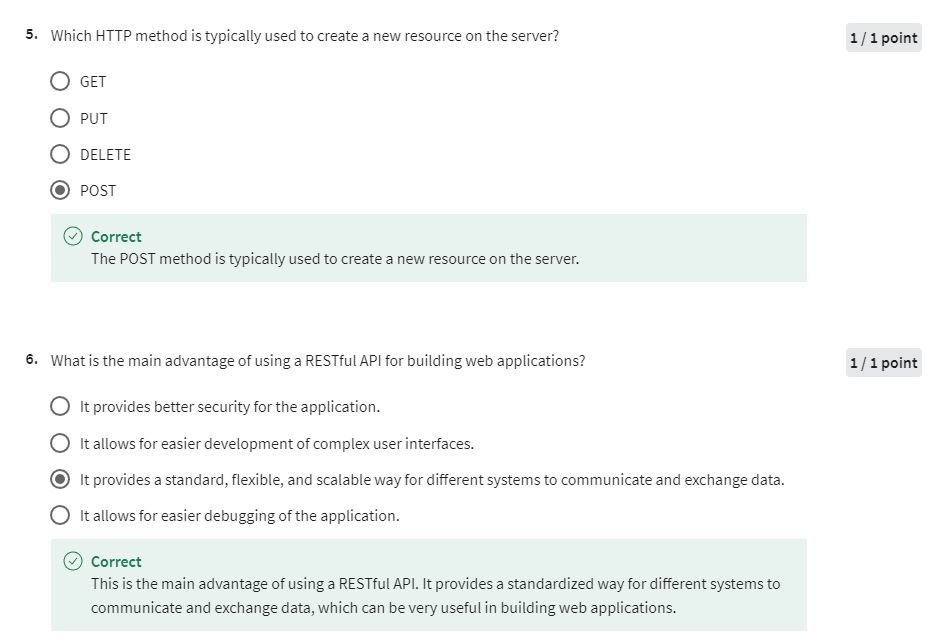 5. Which HTTP method is typically used to create a new resource on the server?
1 / 1 point
GET
PUT
DELETE
POST
Correct
The POST method is typically used to create a new resource on the server.
6. What is the main advantage of using a RESTful API for building web applications?
1 / 1 point
It provides better security for the application.
It allows for easier development of complex user interfaces.
It provides a standard, flexible, and scalable way for different systems to communicate and exchange data.
It allows for easier debugging of the application.
Correct
This is the main advantage of using a RESTful API. It provides a standardized way for different systems to
communicate and exchange data, which can be very useful in building web applications.